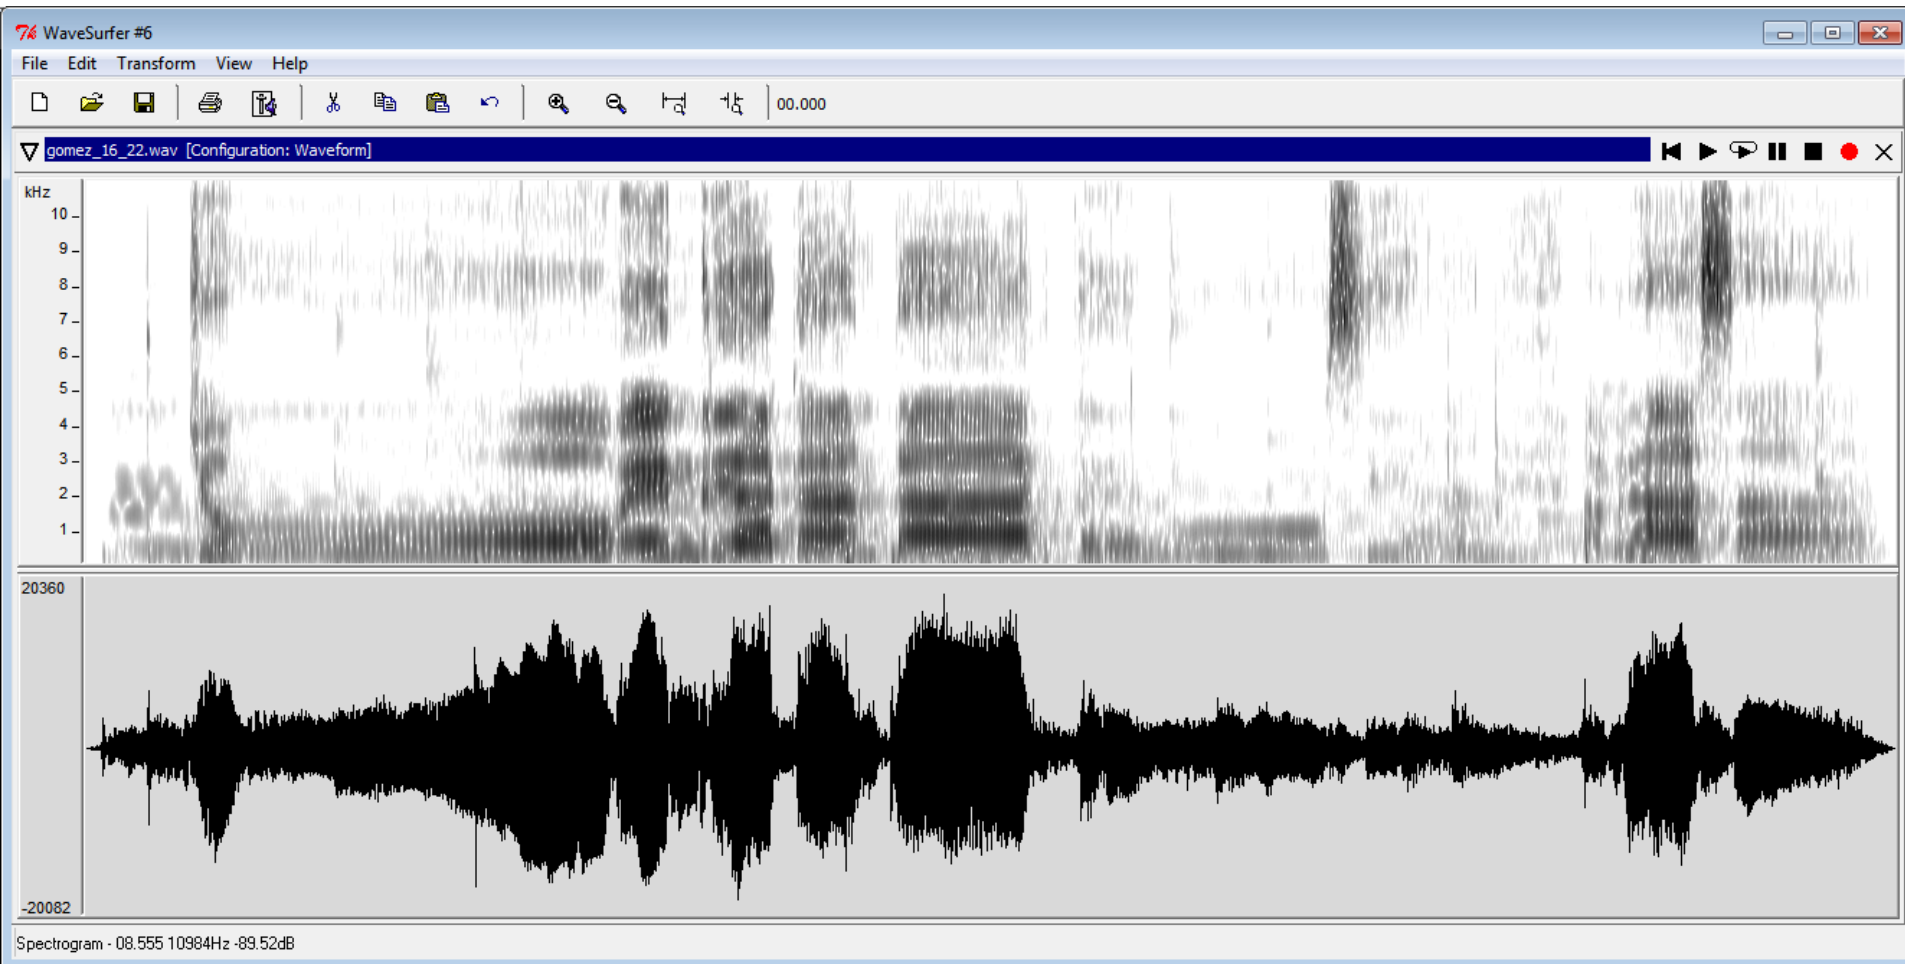 WaveSurfer #6
File Edit Transform View Help
00.000
gomez_16_22.wav [Configuration: Waveform]
kHz
10
9
8
7
6
5
4
3
2
1
20360
-20082
Spectrogram - 08.555 10984Hz -89.52dB